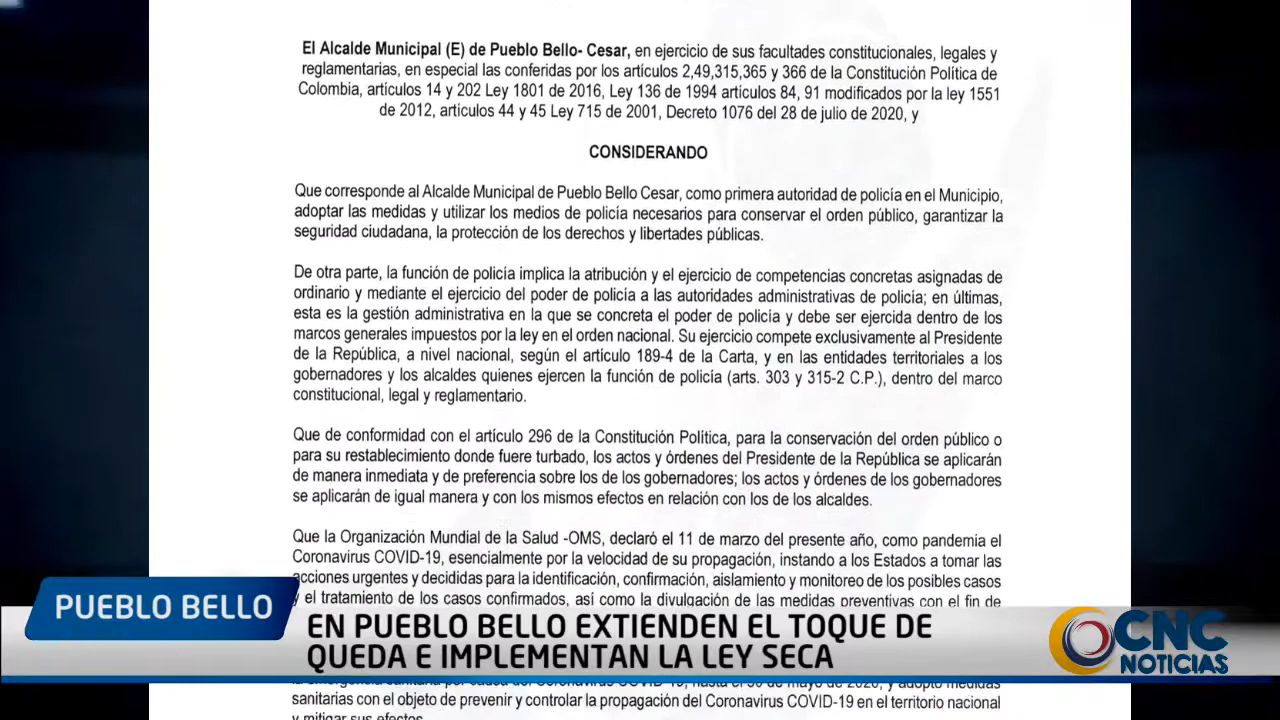 El Alcalde Municipal (E) de Pueblo Bello- Cesar, en ejercicio de sus facultades constitucionales, legales y
reglamentarias, en especial las conferidas por los artículos 2,49,315,365 y 366 de la Constitución Política de
Colombia, artículos 14 y 202 Ley 1801 de 2016, Ley 136 de 1994 artículos 84, 91 modificados por la ley 1551
de 2012, artículos 44 y 45 Ley 715 de 2001, Decreto 1076 del 28 de julio de 2020, y
CONSIDERANDO
Que corresponde al Alcalde Municipal de Pueblo Bello Cesar, como primera autoridad de policía en el Municipio,
adoptar las medidas y utilizar los medios de policía necesarios para conservar el orden público, garantizar la
seguridad ciudadana, la protección de los derechos y libertades públicas.
De otra parte, la función de policía implica la atribución y el ejercicio de competencias concretas asignadas de
ordinario y mediante el ejercicio del poder de policía a las autoridades administrativas de policía; en últimas,
esta es la gestión administrativa en la que se concreta el poder de policía y debe ser ejercida dentro de los
marcos generales impuestos por la ley en el orden nacional. Su ejercicio compete exclusivamente al Presidente
de la República, a nivel nacional, según el artículo 189-4 de la Carta, y en las entidades territoriales a los
gobernadores y los alcaldes quienes ejercen la función de policía (arts. 303 y 315-2 C.P.), dentro del marco
constitucional, legal y reglamentario.
Que de conformidad con el artículo 296 de la Constitución Política, para la conservación del orden público o
para su restablecimiento donde fuere turbado, los actos y órdenes del Presidente de la República se aplicarán
de manera inmediata y de preferencia sobre los de los gobernadores; los actos y órdenes de los gobernadores
se aplicarán de igual manera y con los mismos efectos en relación con los de los alcaldes.
Que la Organización Mundial de la Salud -OMS, declaró el 11 de marzo del presente año, como pandemia el
Coronavirus COVID-19, esencialmente por la velocidad de su propagación, instando a los Estados a tomar las
acciones urgentes y decididas para la identificación, confirmación, aislamiento y monitoreo de los posibles casos
y el tratamiento de los casos confirmados, así como la divulgación de las medidas preventivas con el fin de
PUEBLO BELLO
EN PUEBLO BELLO EXTIENDEN EL TOQUE DE
QUEDA E IMPLEMENTAN LA LEY SECA
CNC
NOTICIAS
sanitarias con el objeto de prevenir y controlar la propagación del Coronavirus COVID-19 en el territorio nacional
y mitigar sus efectos